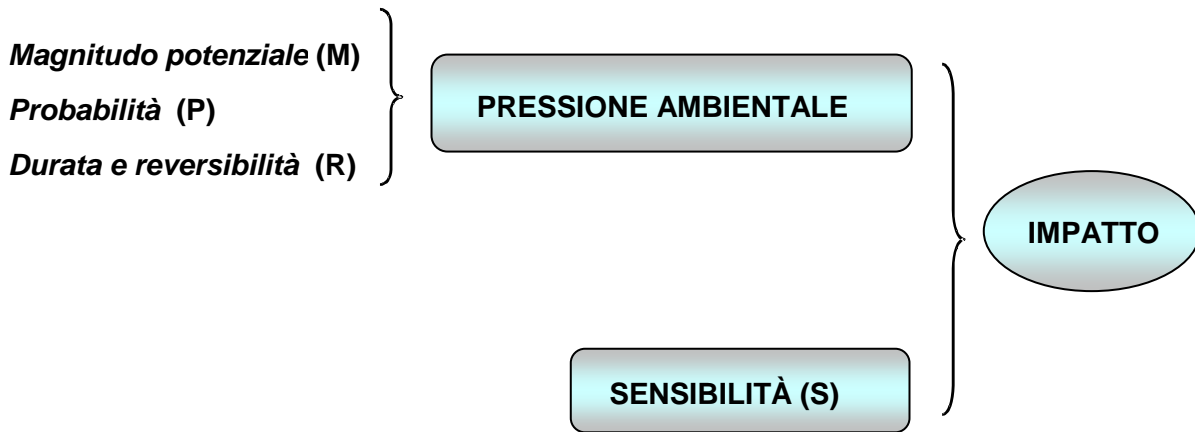 Magnitudo potenziale (M)
Probabilità (P)
Durata e reversibilità (R)
PRESSIONE AMBIENTALE
IMPATTO
SENSIBILITÀ (S)